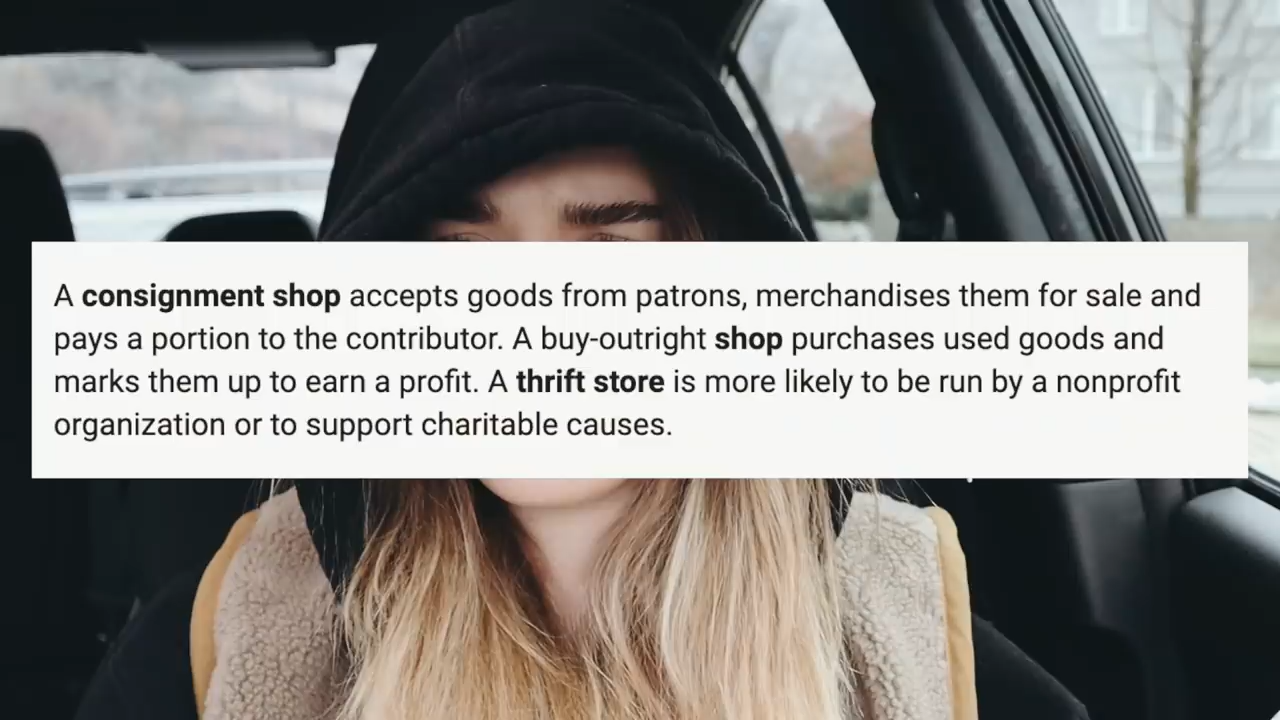 A consignment shop accepts goods from patrons, merchandises them for sale and
pays a portion to the contributor. A buy-outright shop purchases used goods and
marks them up to earn a profit. A thrift store is more likely to be run by a nonprofit
organization or to support charitable causes.